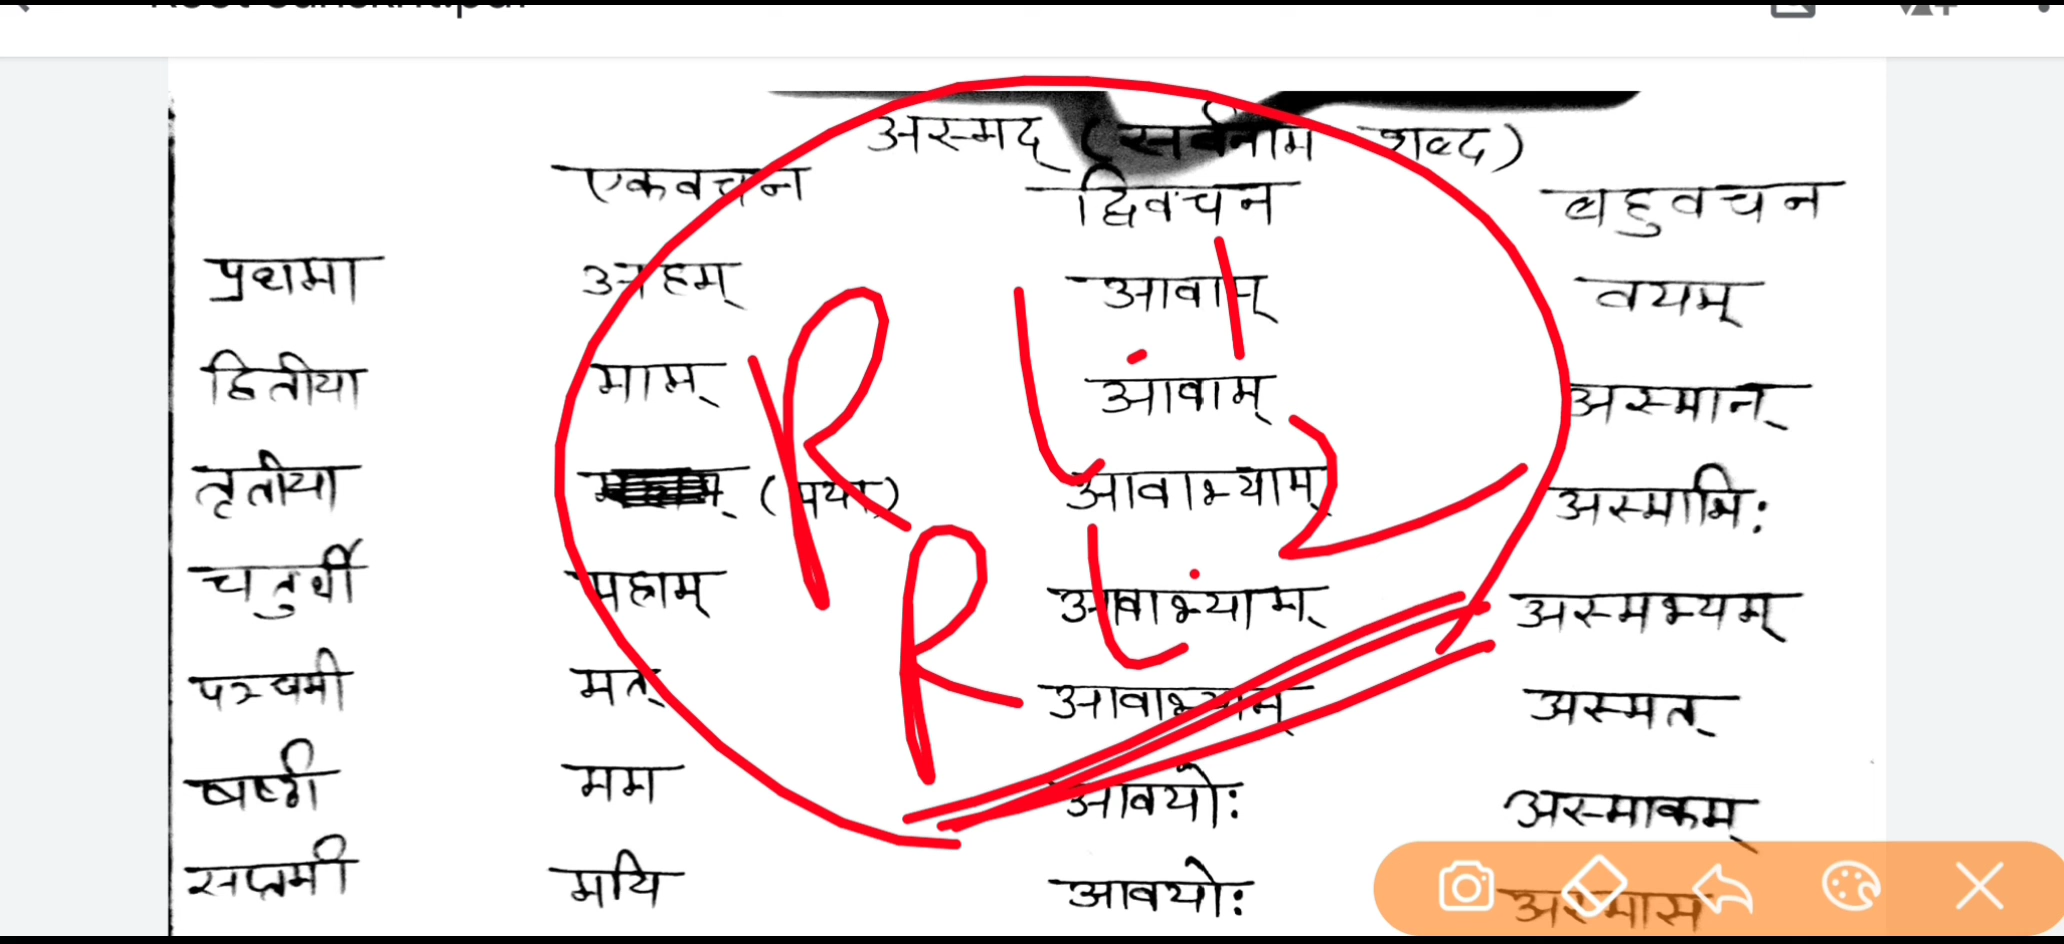 अस्मद् (सर्वनाम शब्द)
एकवचन द्विवचन बहुवचन
प्रथमा अहम् आवाम् वयम्
द्वितीया माम् आवाम् अस्मान्
तृतीया (मया) आवाभ्याम् अस्माभि:
चतुर्थी मह्यम् आवाभ्याम् अस्मभ्यम्
पञ्चमी मत् आवाभ्याम् अस्मत्
षष्ठी मम आवयो: अस्माकम्
सप्तमी मयि आवयो: